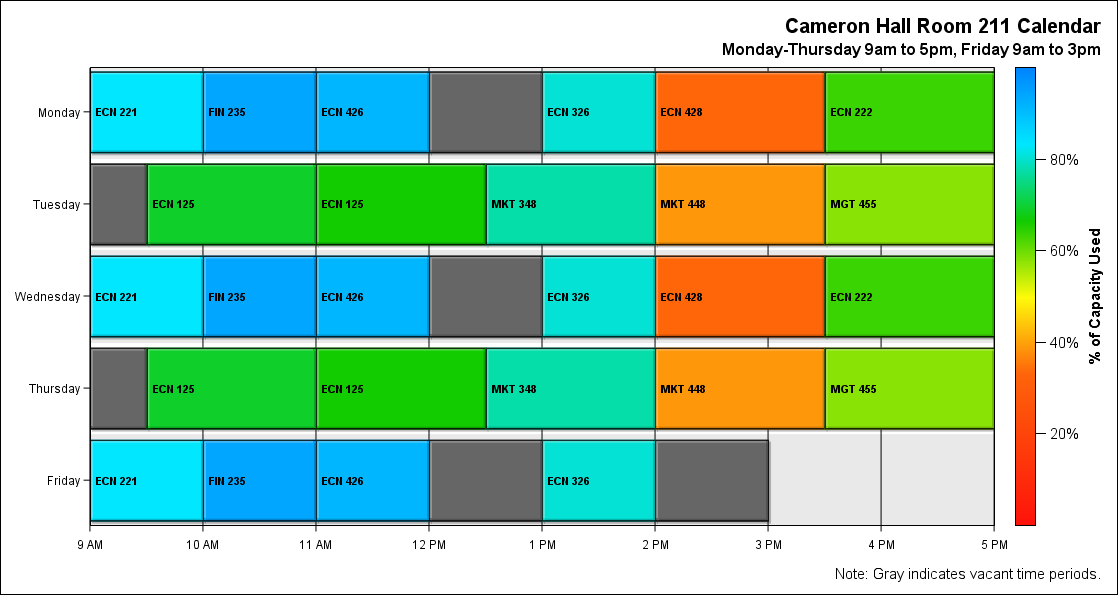 Cameron Hall Room 211 Calendar
Monday-Thursday 9am to 5pm, Friday 9am to 3pm
Monday ECN 221 FIN 235 ECN 426 ECN 326 ECN 428 ECN 222
Tuesday ECN 125 ECN 125 MKT 348 MKT 448 MGT 455
Wednesday ECN 221 FIN 235 ECN 426 ECN 326 ECN 428 ECN 222
Thursday ECN 125 ECN 125 MKT 348 MKT 448 MGT 455
Friday ECN 221 FIN 235 ECN 426 ECN 326
9 AM 10 AM 11 AM 12 PM 1 PM 2 PM 3 PM 4 PM 5 PM
80%
60%
40%
20%
% of Capacity Used
Note: Gray indicates vacant time periods.